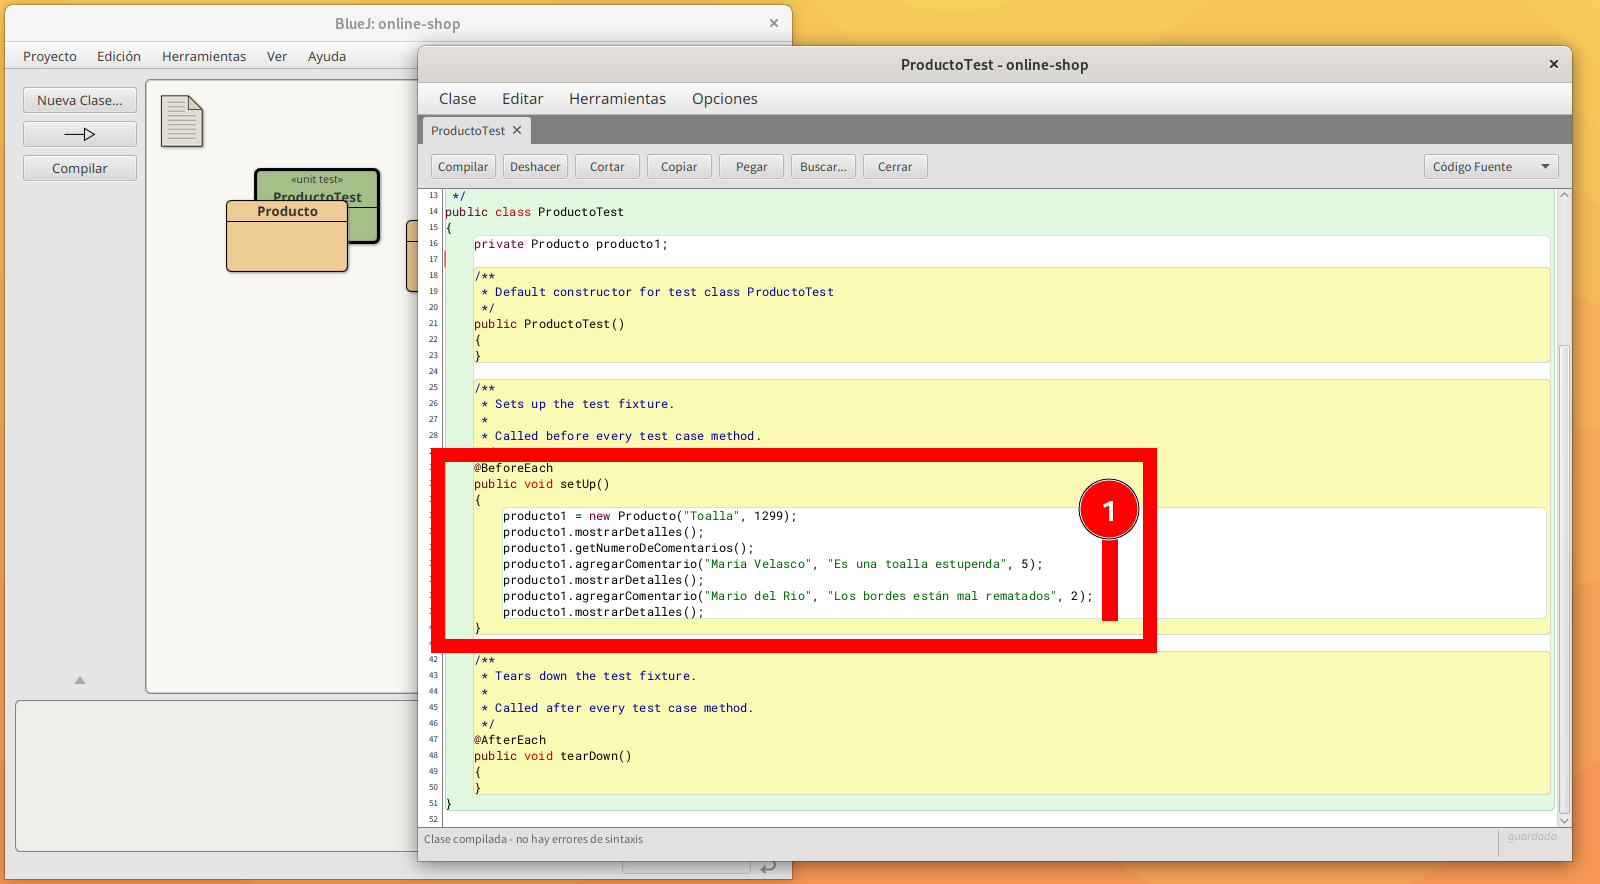 BlueJ: online-shop
Proyecto Edición Herramientas Ver Ayuda
Nueva Clase...
Compilar
«unit test»
ProductoTest
Producto
ProductoTest - online-shop
Clase Editar Herramientas Opciones
ProductoTest
Compilar Deshacer Cortar Copiar Pegar Buscar... Cerrar Código Fuente
13 */
14 public class ProductoTest
15 {
16 private Producto producto1;
17
18 /**
19 * Default constructor for test class ProductoTest
20 */
21 public ProductoTest()
22 {
23 }
24
25 /**
26 * Sets up the test fixture.
27 *
28 * Called before every test case method.
@BeforeEach
public void setUp()
{
producto1 = new Producto("Toalla", 1299);
producto1.mostrarDetalles();
producto1.getNumeroDeComentarios();
producto1.agregarComentario("Maria Velasco", "Es una toalla estupenda", 5);
producto1.mostrarDetalles();
producto1.agregarComentario("Mario del Rio", "Los bordes están mal rematados", 2);
producto1.mostrarDetalles();
}
1
42 /**
43 * Tears down the test fixture.
44 *
45 * Called after every test case method.
46 */
47 @AfterEach
48 public void tearDown()
49 {
50 }
51 }
52
Clase compilada - no hay errores de sintaxis
guardado